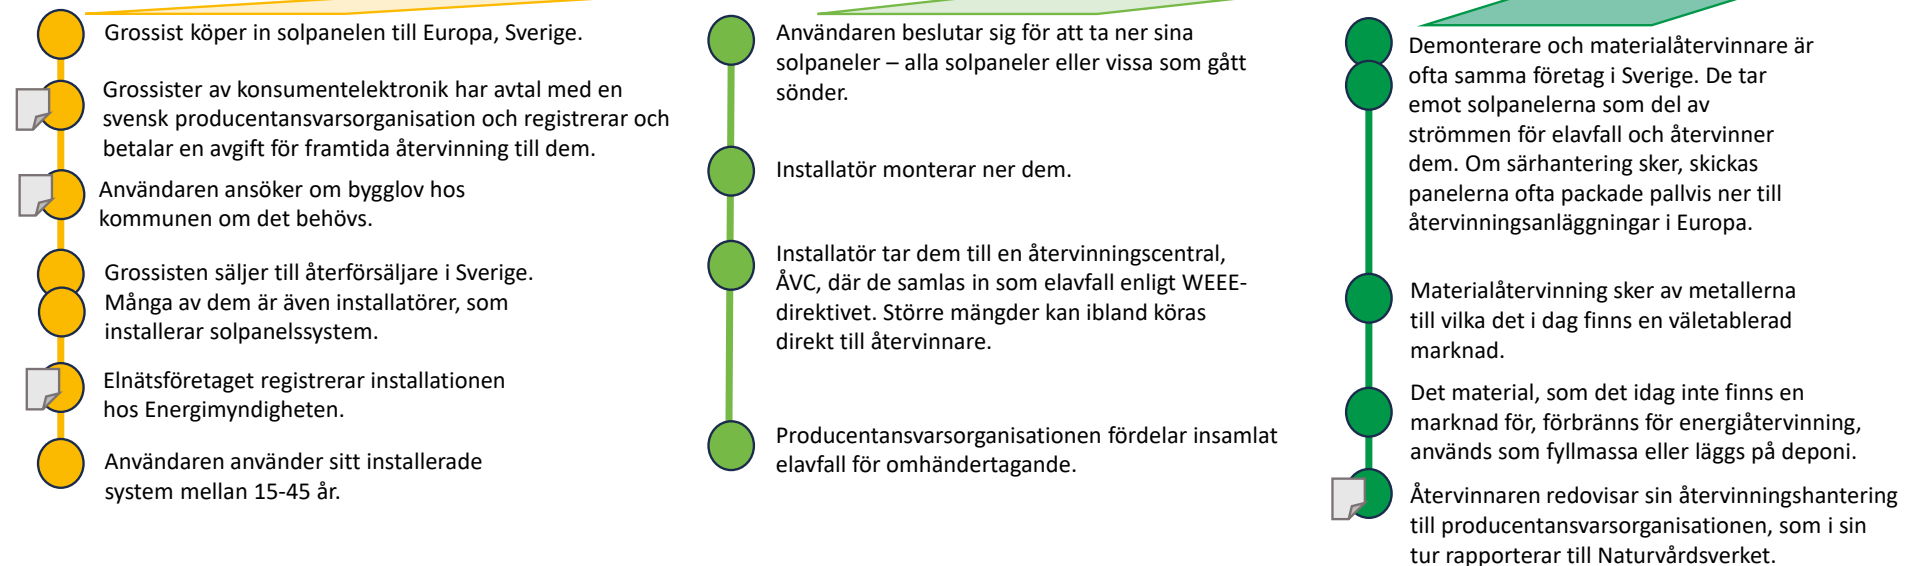 Grossist köper in solpanelen till Europa, Sverige.
Grossister av konsumentelektronik har avtal med en
svensk producentansvarsorganisation och registrerar och
betalar en avgift för framtida återvinning till dem.
Användaren ansöker om bygglov hos
kommunen om det behövs.
Grossisten säljer till återförsäljare i Sverige.
Många av dem är även installatörer, som
installerar solpanelssystem.
Elnätsföretaget registrerar installationen
hos Energimyndigheten.
Användaren använder sitt installerade
system mellan 15-45 år.
Användaren beslutar sig för att ta ner sina
solpaneler – alla solpaneler eller vissa som gått
sönder.
Installatör monterar ner dem.
Installatör tar dem till en återvinningscentral,
ÅVC, där de samlas in som elavfall enligt WEEE-
direktivet. Större mängder kan ibland köras
direkt till återvinnare.
Producentansvarsorganisationen fördelar insamlat
elavfall för omhändertagande.
Demonterare och materialåtervinnare är
ofta samma företag i Sverige. De tar
emot solpanelerna som del av
strömmen för elavfall och återvinner
dem. Om särhantering sker, skickas
panelerna ofta packade pallvis ner till
återvinningsanläggningar i Europa.
Materialåtervinning sker av metallerna
till vilka det i dag finns en väletablerad
marknad.
Det material, som det idag inte finns en
marknad för, förbränns för energiåtervinning,
används som fyllmassa eller läggs på deponi.
Återvinnaren redovisar sin återvinningshantering
till producentansvarsorganisationen, som i sin
tur rapporterar till Naturvårdsverket.